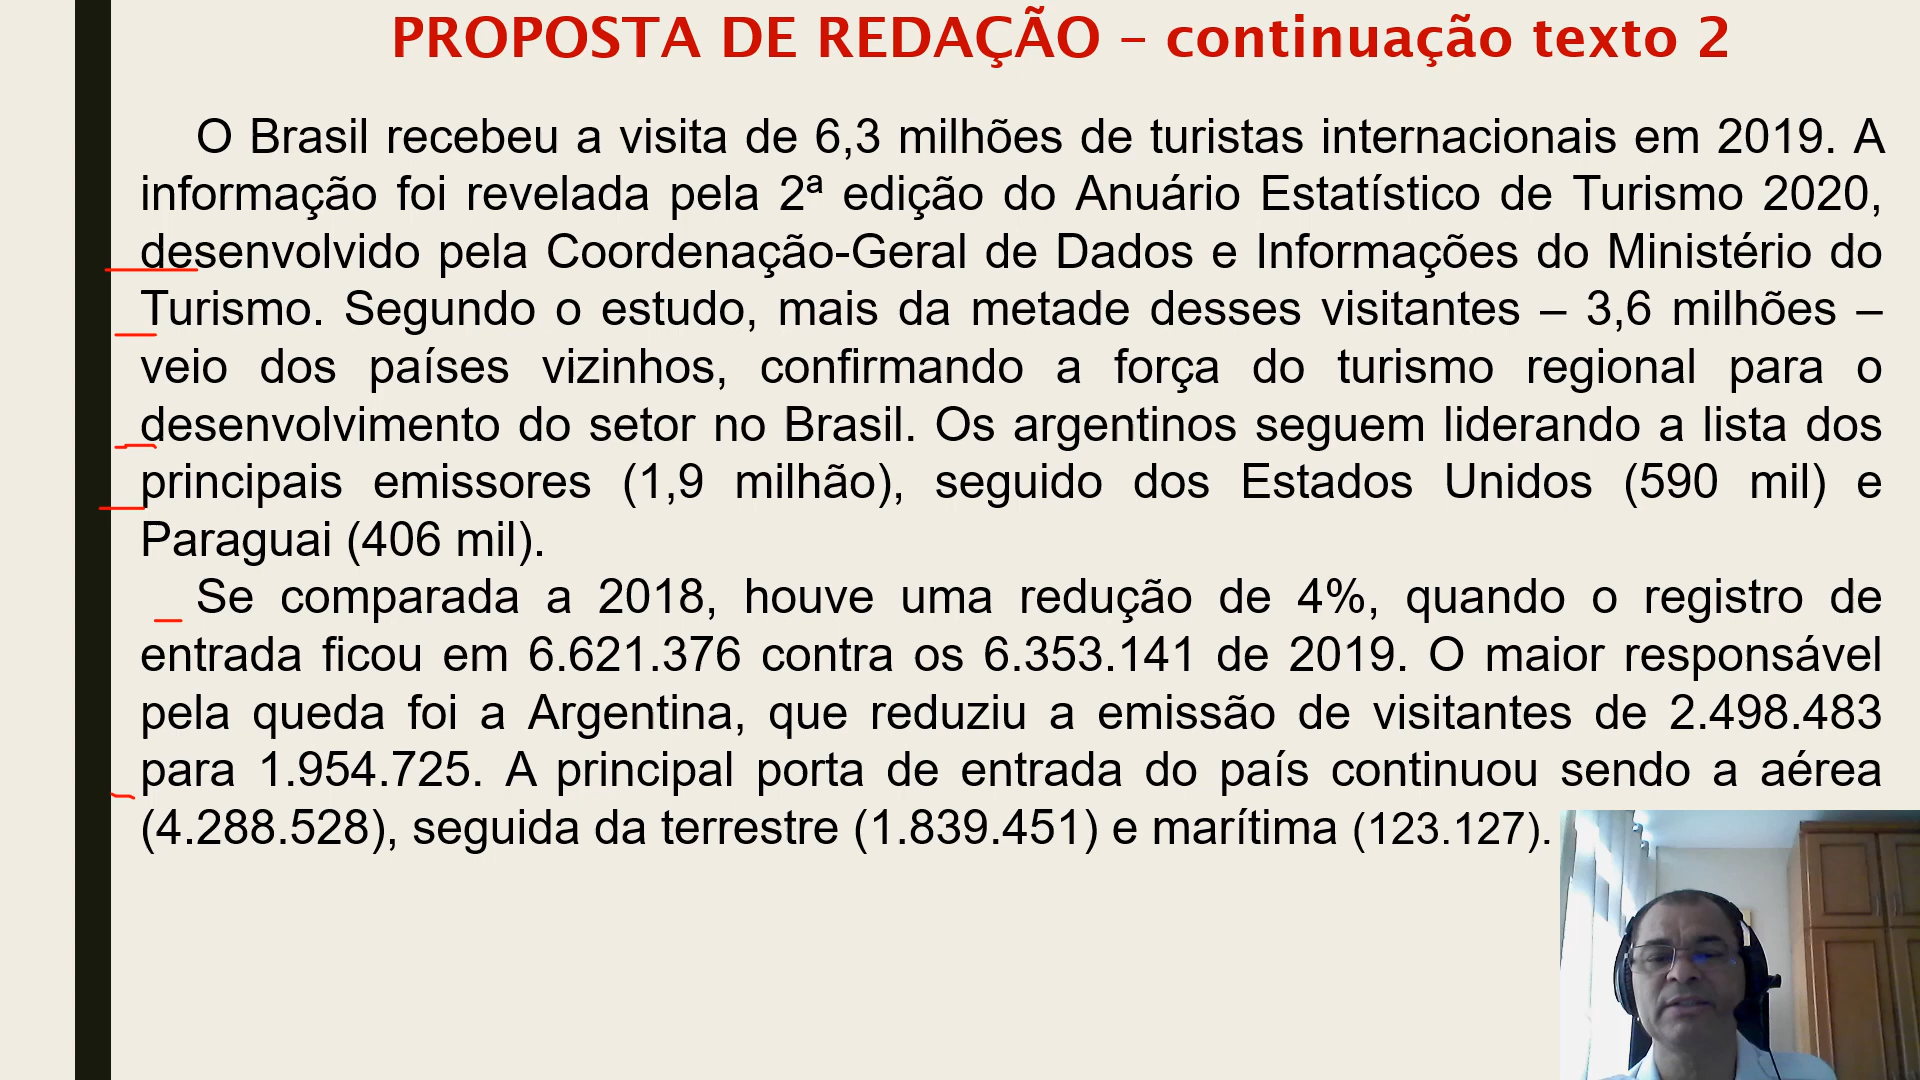 PROPOSTA DE REDAÇÃO – continuação texto 2
O Brasil recebeu a visita de 6,3 milhões de turistas internacionais em 2019. A
informação foi revelada pela 2ª edição do Anuário Estatístico de Turismo 2020,
desenvolvido pela Coordenação-Geral de Dados e Informações do Ministério do
Turismo. Segundo o estudo, mais da metade desses visitantes – 3,6 milhões –
veio dos países vizinhos, confirmando a força do turismo regional para o
desenvolvimento do setor no Brasil. Os argentinos seguem liderando a lista dos
principais emissores (1,9 milhão), seguido dos Estados Unidos (590 mil) e
Paraguai (406 mil).
Se comparada a 2018, houve uma redução de 4%, quando o registro de
entrada ficou em 6.621.376 contra os 6.353.141 de 2019. O maior responsável
pela queda foi a Argentina, que reduziu a emissão de visitantes de 2.498.483
para 1.954.725. A principal porta de entrada do país continuou sendo a aérea
(4.288.528), seguida da terrestre (1.839.451) e marítima (123.127).